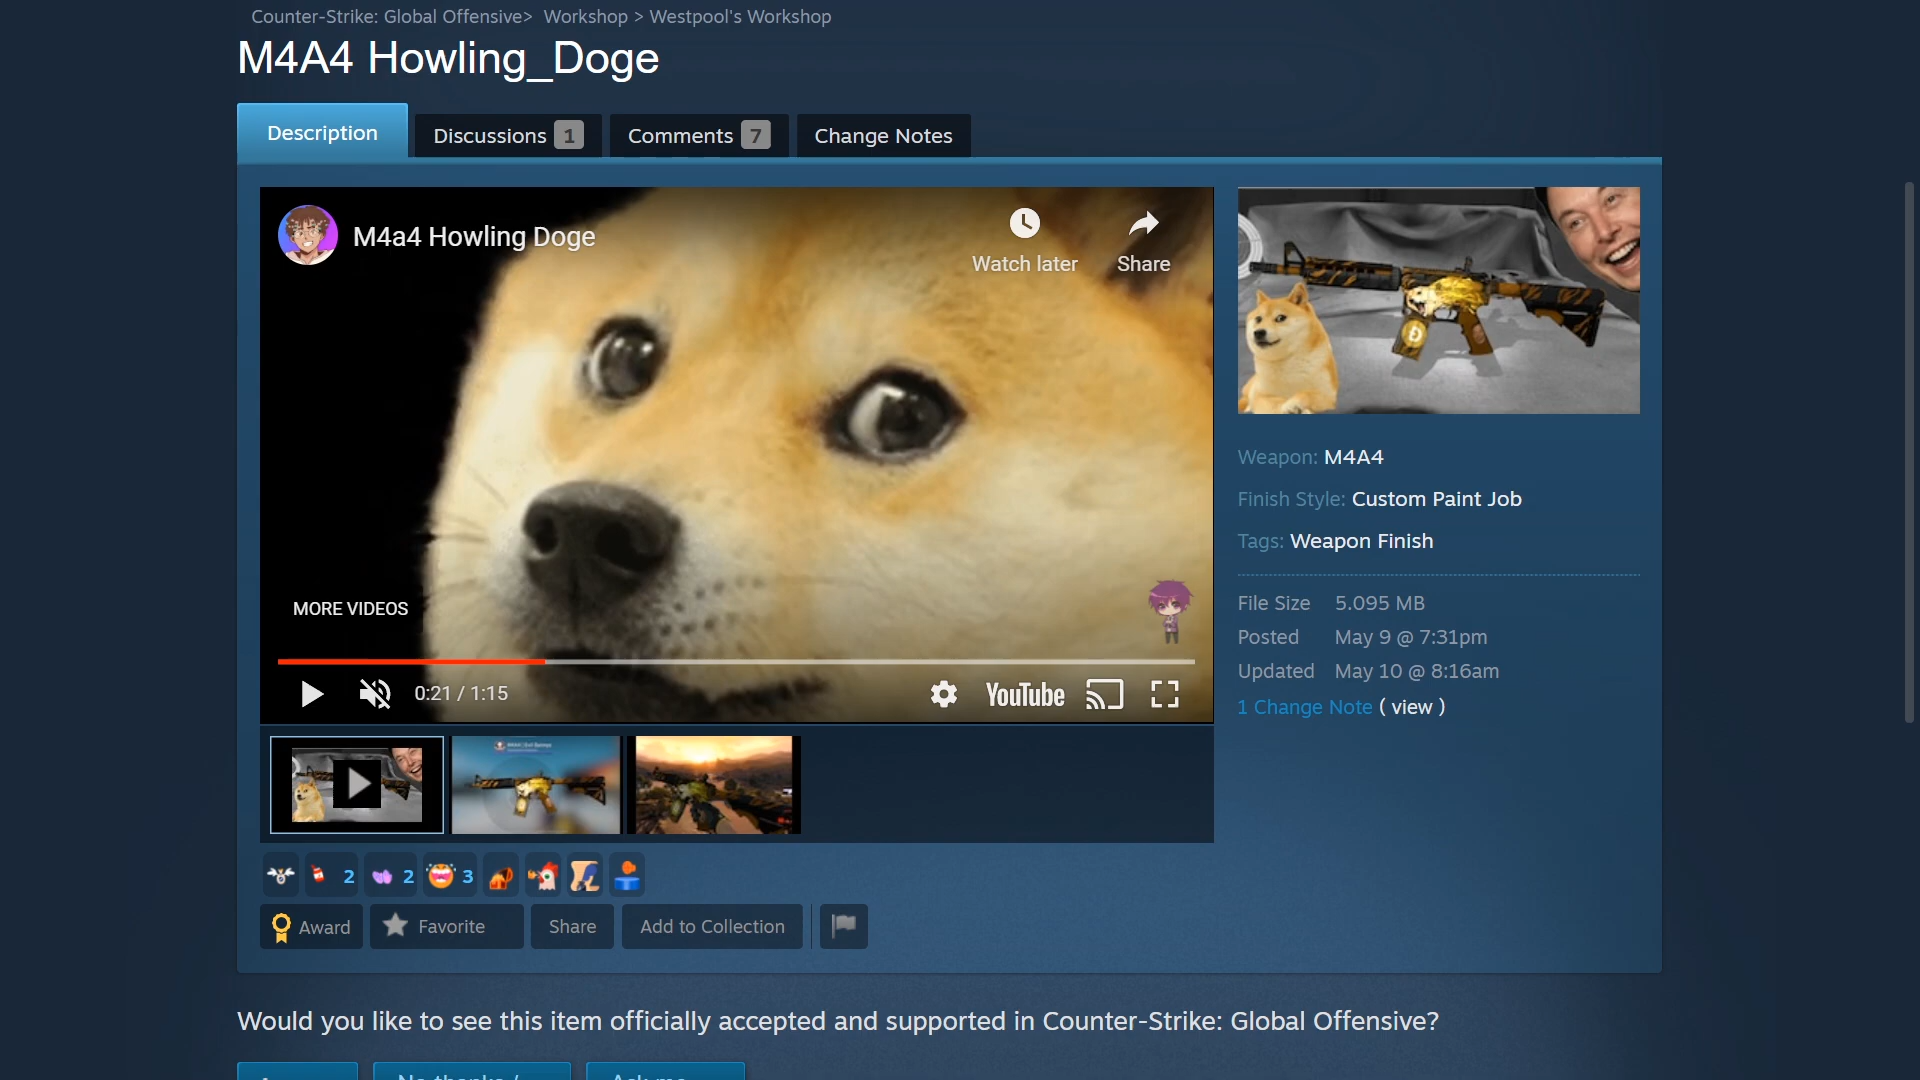 Counter-Strike: Global Offensive> Workshop > Westpool's Workshop
M4A4 Howling_Doge
Description
Discussions 1
Comments 7
Change Notes
M4a4 Howling Doge
Watch later
Share
MORE VIDEOS
0:21 / 1:15
YouTube
Weapon: M4A4
Finish Style: Custom Paint Job
Tags: Weapon Finish
File Size 5.095 MB
Posted May 9 @ 7:31pm
Updated May 10 @ 8:16am
1 Change Note ( view )
2
2
3
Award
Favorite
Share
Add to Collection
Would you like to see this item officially accepted and supported in Counter-Strike: Global Offensive?